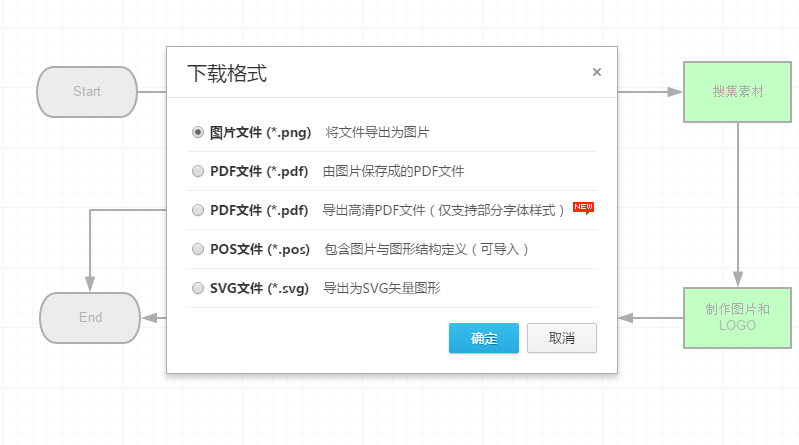 下载格式
×
Start
搜集素材
图片文件 (*.png) 将文件导出为图片
PDF文件 (*.pdf) 由图片保存成的PDF文件
PDF文件 (*.pdf) 导出高清PDF文件（仅支持部分字体样式） NEW
POS文件 (*.pos) 包含图片与图形结构定义（可导入）
SVG文件 (*.svg) 导出为SVG矢量图形
End
制作图片和
LOGO
确定 取消